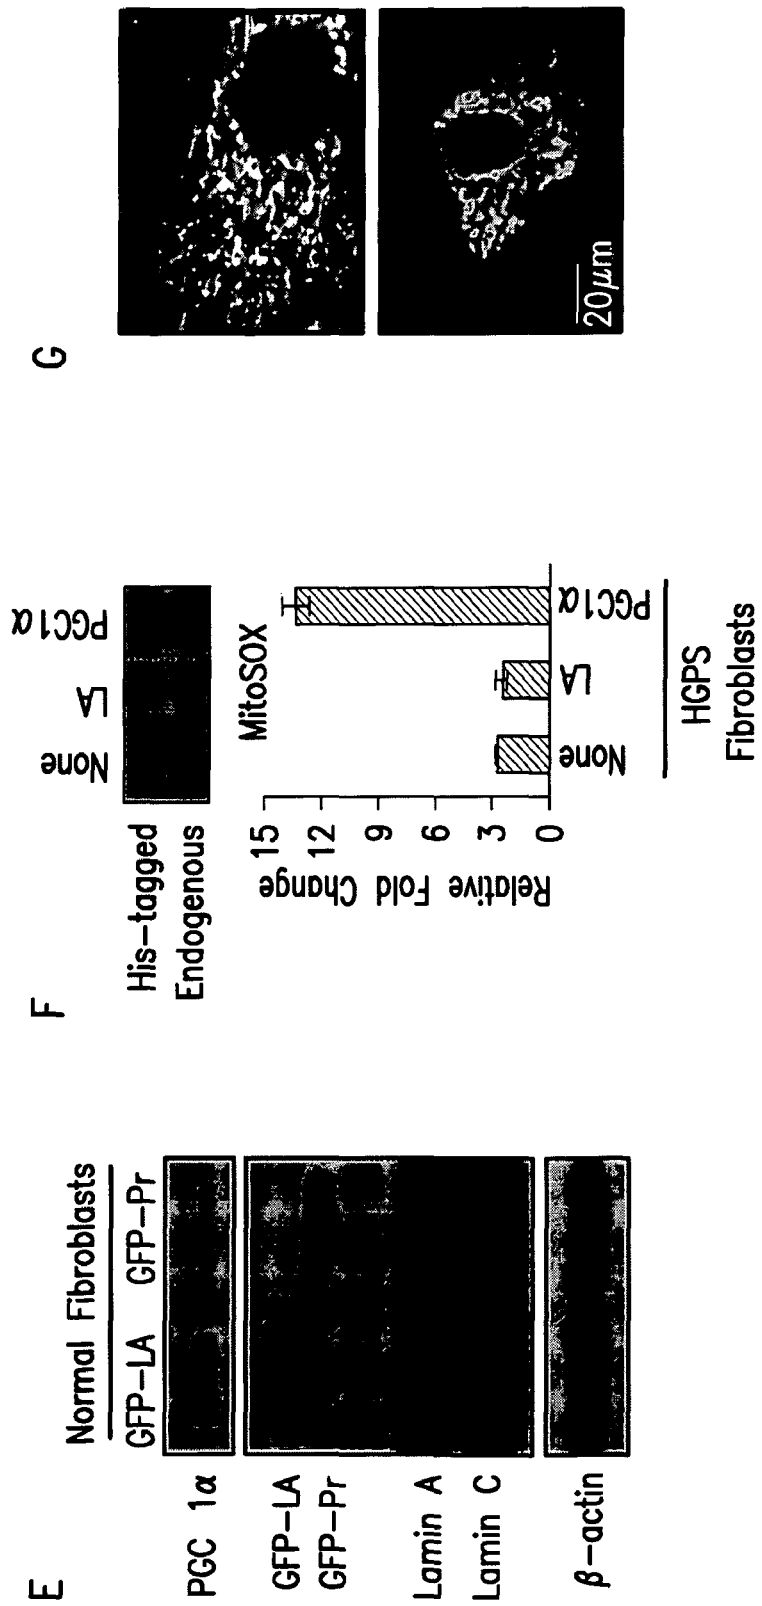 E
Normal Fibroblasts
GFP-LA GFP-Pr
PGC 1α
GFP-LA
GFP-Pr
Lamin A
Lamin C
β-actin
F
None LA PGC1α
His-tagged
Endogenous
MitoSOX
Relative Fold Change
15
12
9
6
3
0
None LA PGC1α
HGPS
Fibroblasts
G
20μm